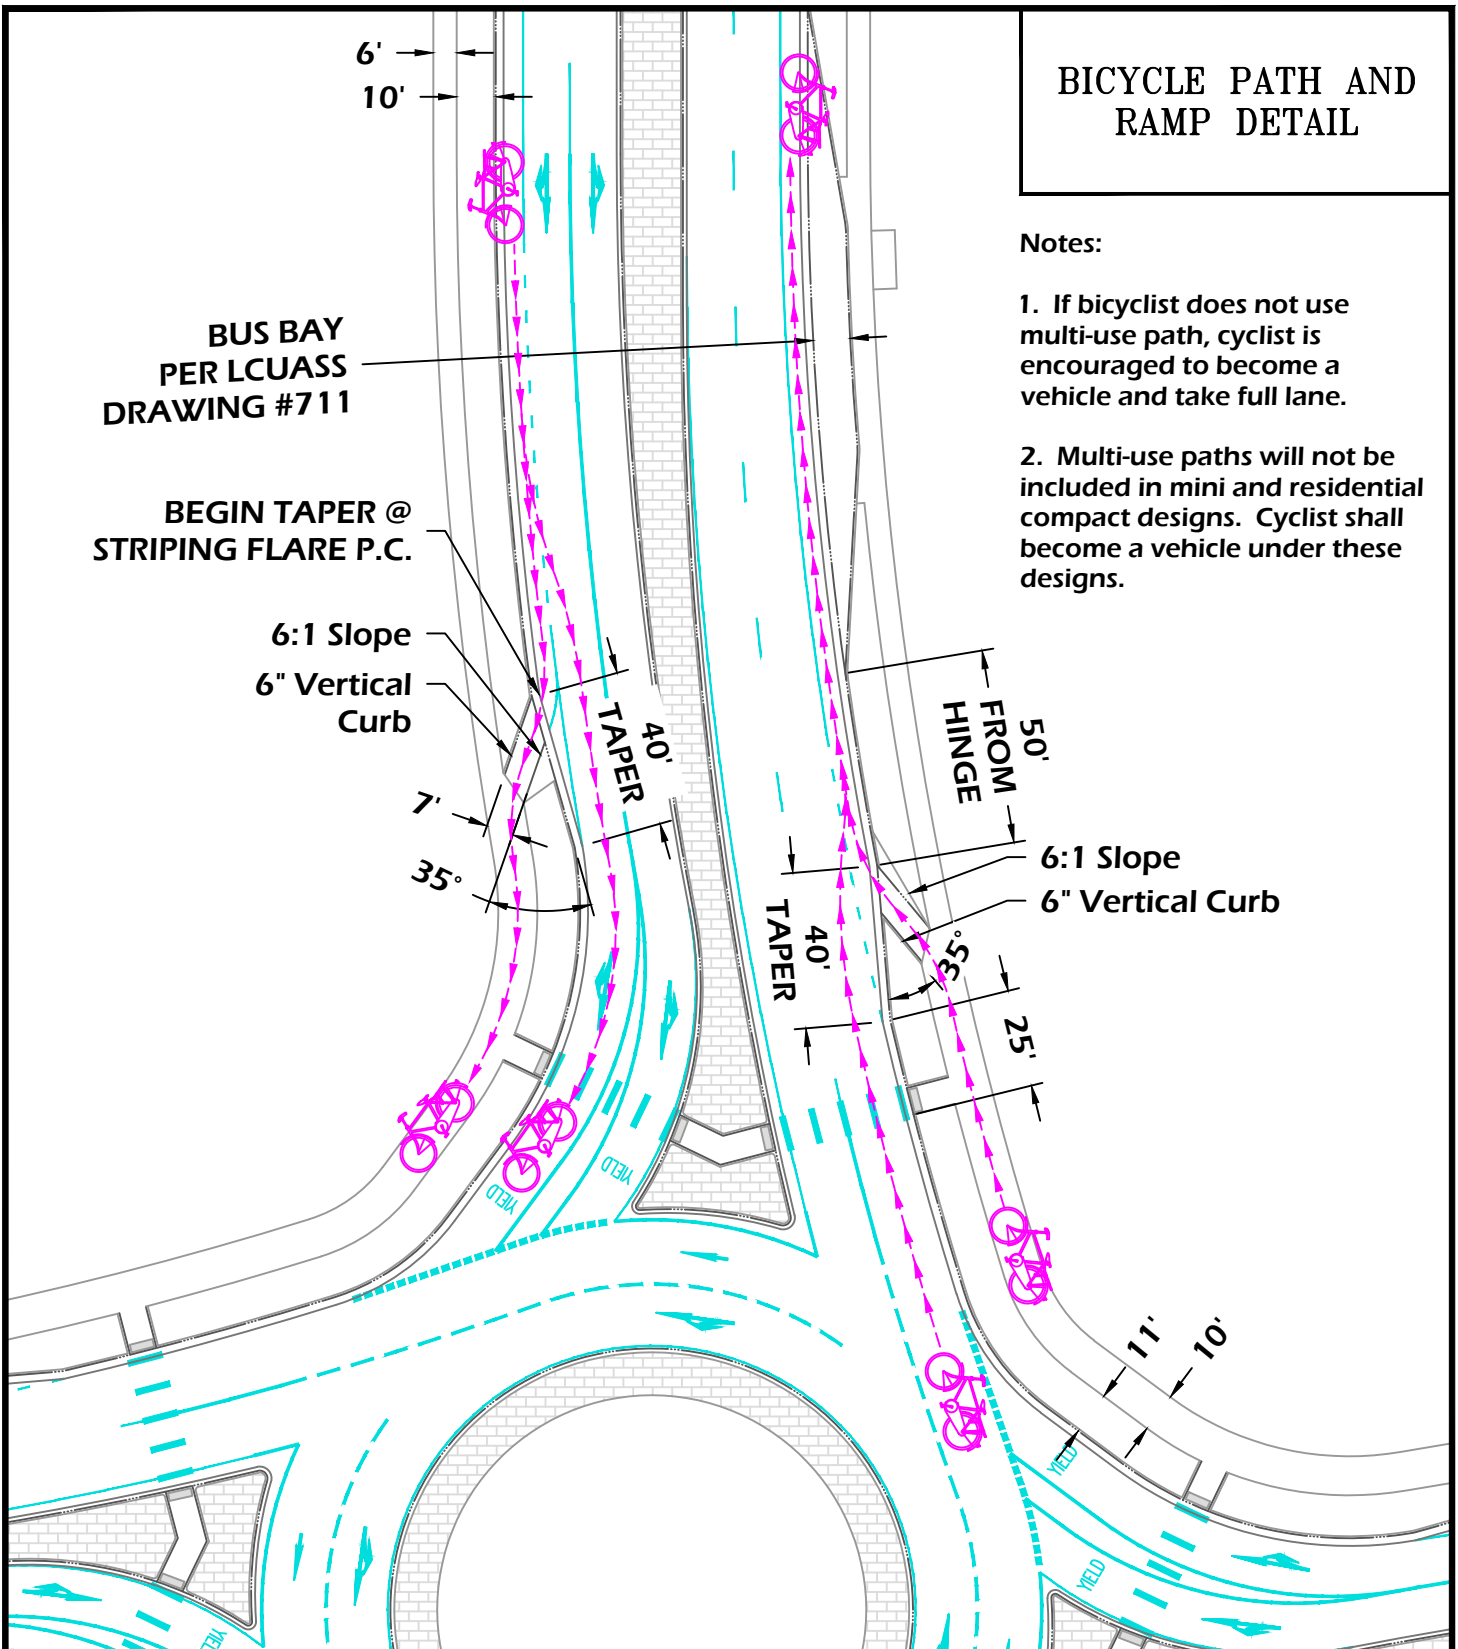 BICYCLE PATH AND
RAMP DETAIL
6'
10'
Notes:
1. If bicyclist does not use
multi-use path, cyclist is
encouraged to become a
vehicle and take full lane.
2. Multi-use paths will not be
included in mini and residential
compact designs. Cyclist shall
become a vehicle under these
designs.
BUS BAY
PER LCUASS
DRAWING #711
BEGIN TAPER @
STRIPING FLARE P.C.
6:1 Slope
6" Vertical
Curb
7'
35°
40'
TAPER
50'
FROM
HINGE
6:1 Slope
6" Vertical Curb
40'
TAPER
35°
25'
YIELD
YIELD
11'
10'
YIELD
YIELD
YIELD